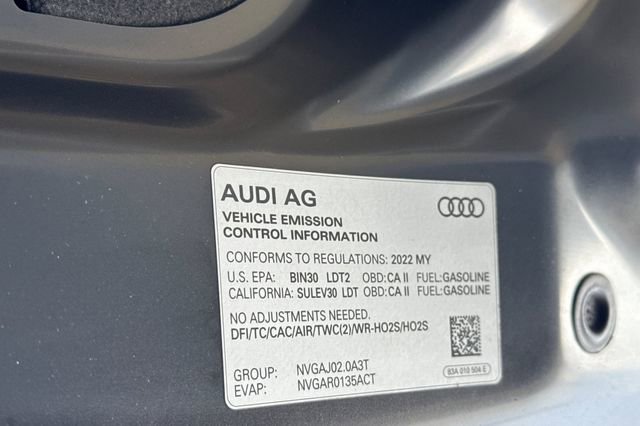 AUDI AG
VEHICLE EMISSION
CONTROL INFORMATION
CONFORMS TO REGULATIONS: 2022 MY
U.S. EPA: BIN30 LDT2 OBD:CA II FUEL:GASOLINE
CALIFORNIA: SULEV30 LDT OBD:CA II FUEL:GASOLINE
NO ADJUSTMENTS NEEDED.
DFI/TC/CAC/AIR/TWC(2)/WR-HO2S/HO2S
GROUP: NVGAJ02.0A3T
EVAP: NVGAR0135ACT
83A 010 504 E